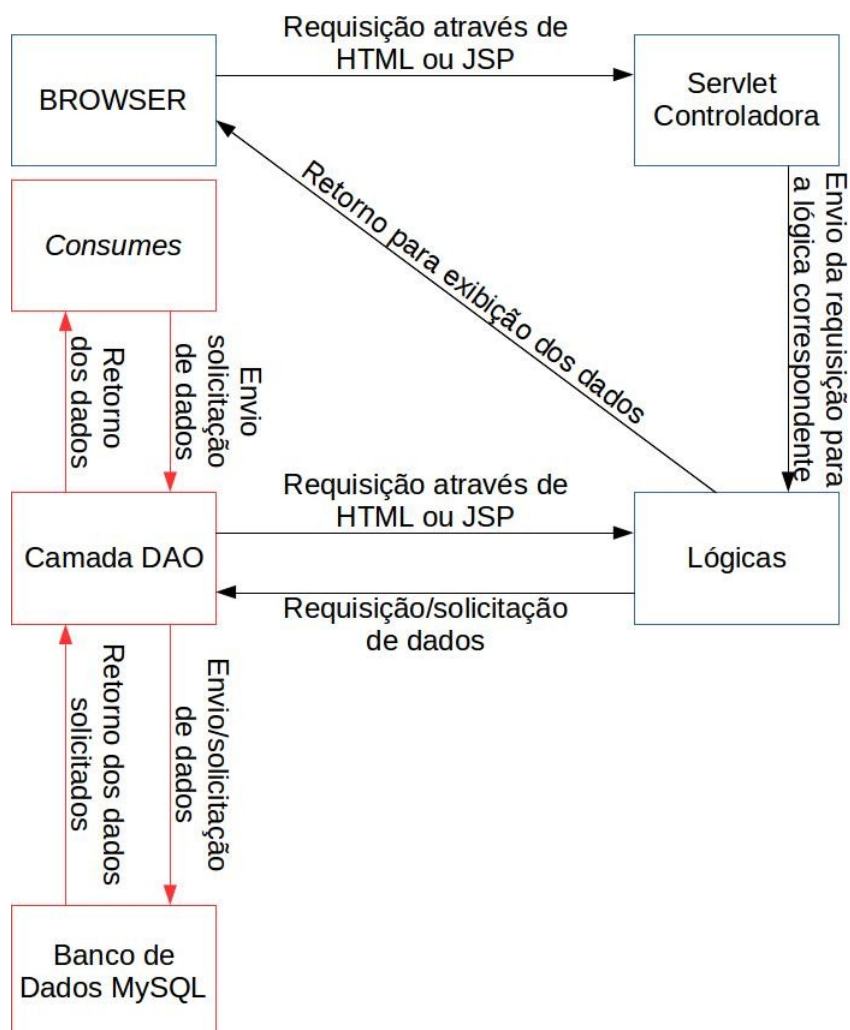 Requisição através de
HTML ou JSP
BROWSER
Servlet
Controladora
Envio da requisição para
a lógica correspondente
Retorno para exibição dos dados
Consumes
Retorno
dos dados
Envio
solicitação
de dados
Requisição através de
HTML ou JSP
Camada DAO
Lógicas
Requisição/solicitação
de dados
Retorno dos dados
solicitados
Envio/solicitação
de dados
Banco de
Dados MySQL